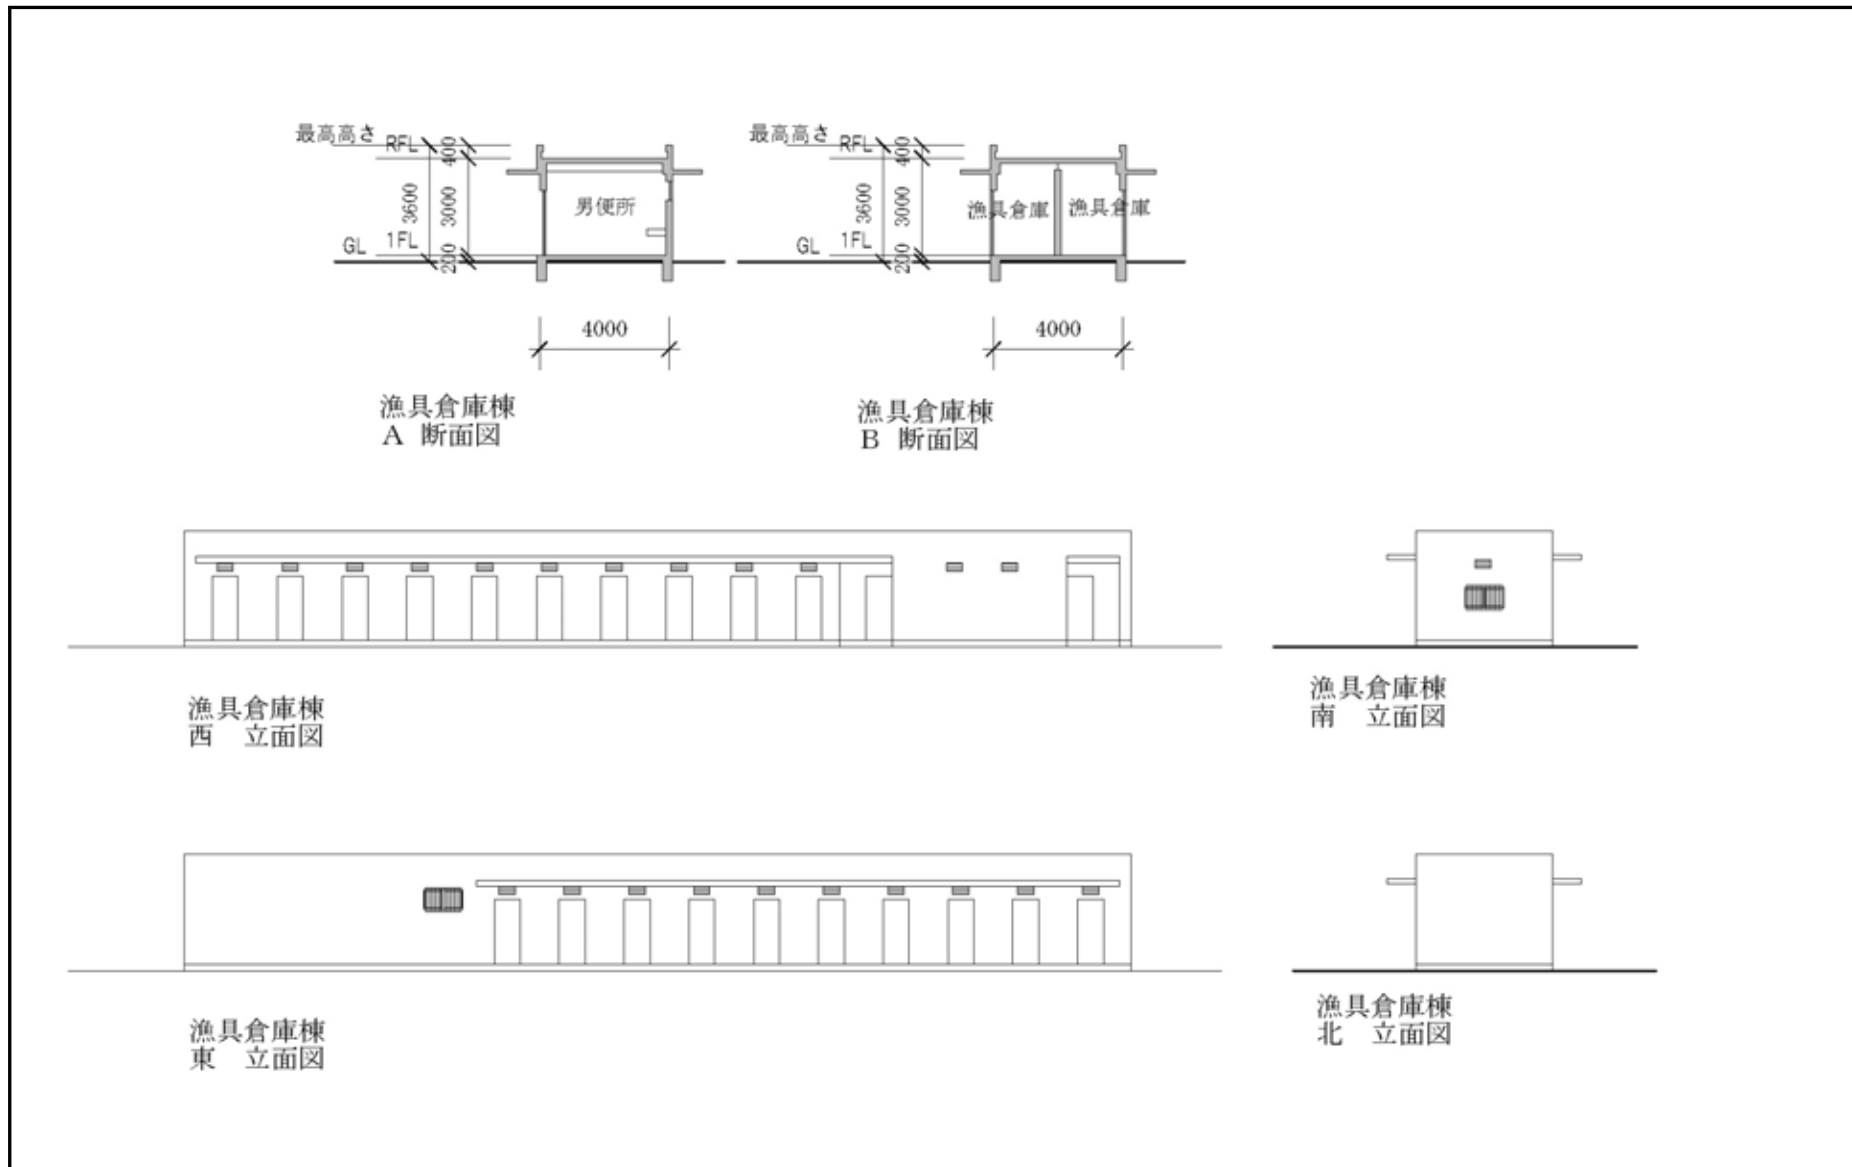 最高高さ
RFL
400
3600
3000
男便所
GL
1FL
200
4000
漁具倉庫棟
A 断面図
最高高さ
RFL
400
3600
3000
漁具倉庫
漁具倉庫
GL
1FL
200
4000
漁具倉庫棟
B 断面図
漁具倉庫棟
西 立面図
漁具倉庫棟
南 立面図
漁具倉庫棟
東 立面図
漁具倉庫棟
北 立面図